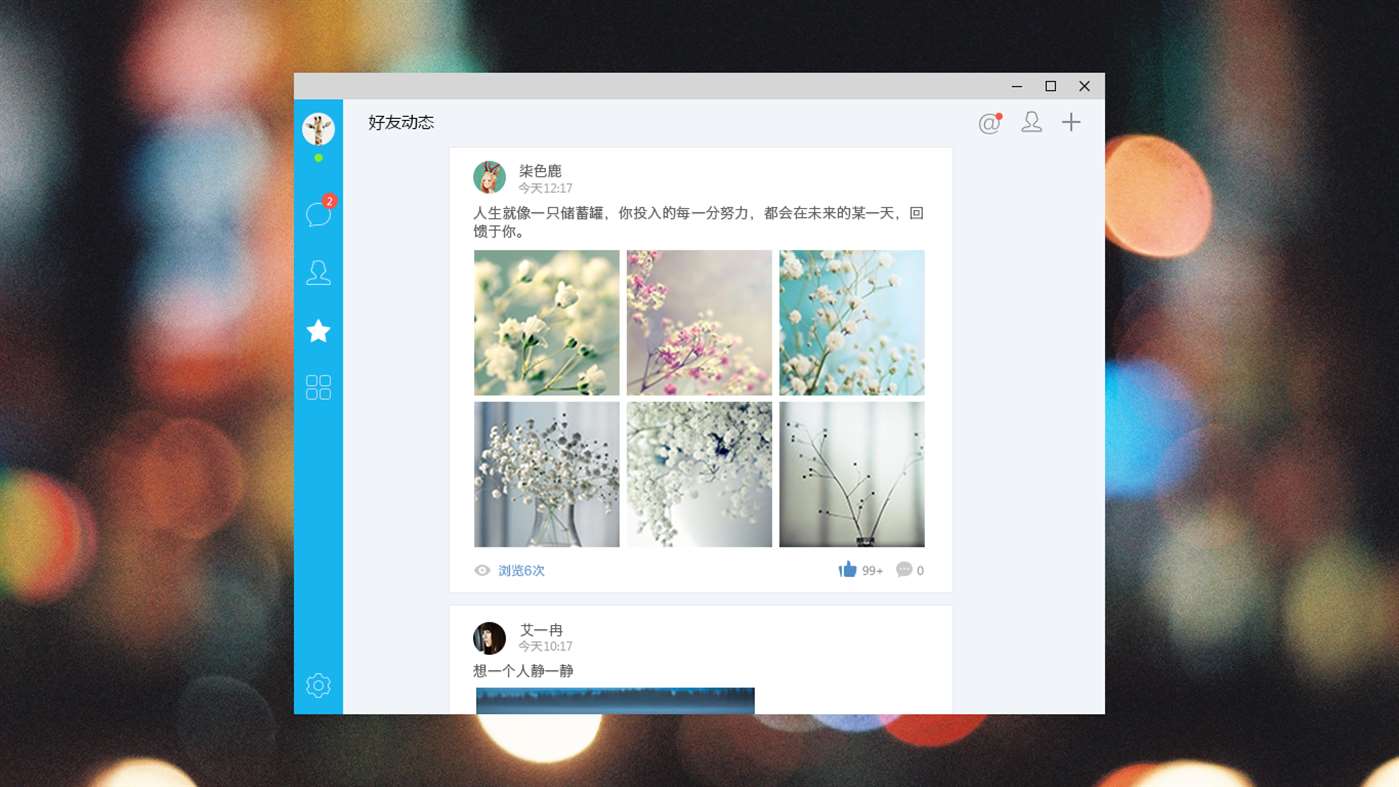 好友动态
@
2
柒色鹿
今天12:17
人生就像一只储蓄罐，你投入的每一分努力，都会在未来的某一天，回
馈于你。
浏览6次
99+
0
艾一冉
今天10:17
想一个人静一静